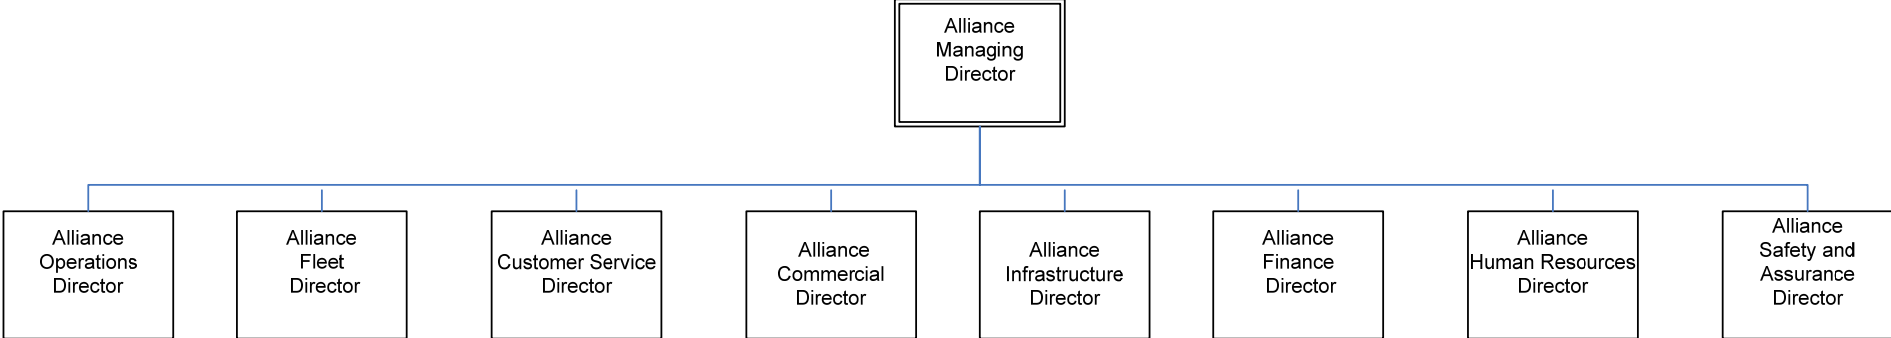 Alliance
Managing
Director
Alliance
Operations
Director
Alliance
Fleet
Director
Alliance
Customer Service
Director
Alliance
Commercial
Director
Alliance
Infrastructure
Director
Alliance
Finance
Director
Alliance
Human Resources
Director
Alliance
Safety and
Assurance
Director